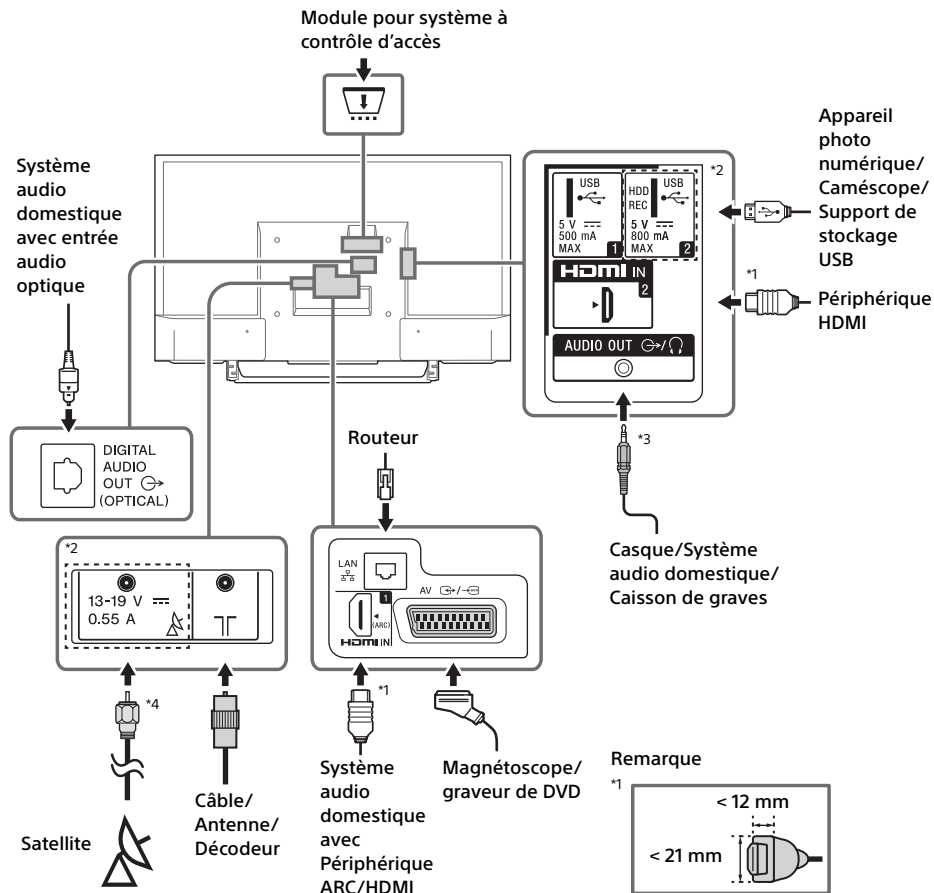 Module pour système à
contrôle d'accès
Système
audio
domestique
avec entrée
audio
optique
DIGITAL
AUDIO
OUT
(OPTICAL)
*2
USB
5 V
500 mA
MAX
1
HDD
REC
USB
5 V
800 mA
MAX
2
HDMI IN
2
AUDIO OUT
Appareil
photo
numérique/
Caméscope/
Support de
stockage
USB
*1
Périphérique
HDMI
*3
Casque/Système
audio domestique/
Caisson de graves
Routeur
LAN
1
(ARC)
HDMI IN
AV
*2
13-19 V
0.55 A
*4
Satellite
Câble/
Antenne/
Décodeur
*1
Système
audio
domestique
avec
Périphérique
ARC/HDMI
Magnétoscope/
graveur de DVD
Remarque
*1
< 12 mm
< 21 mm